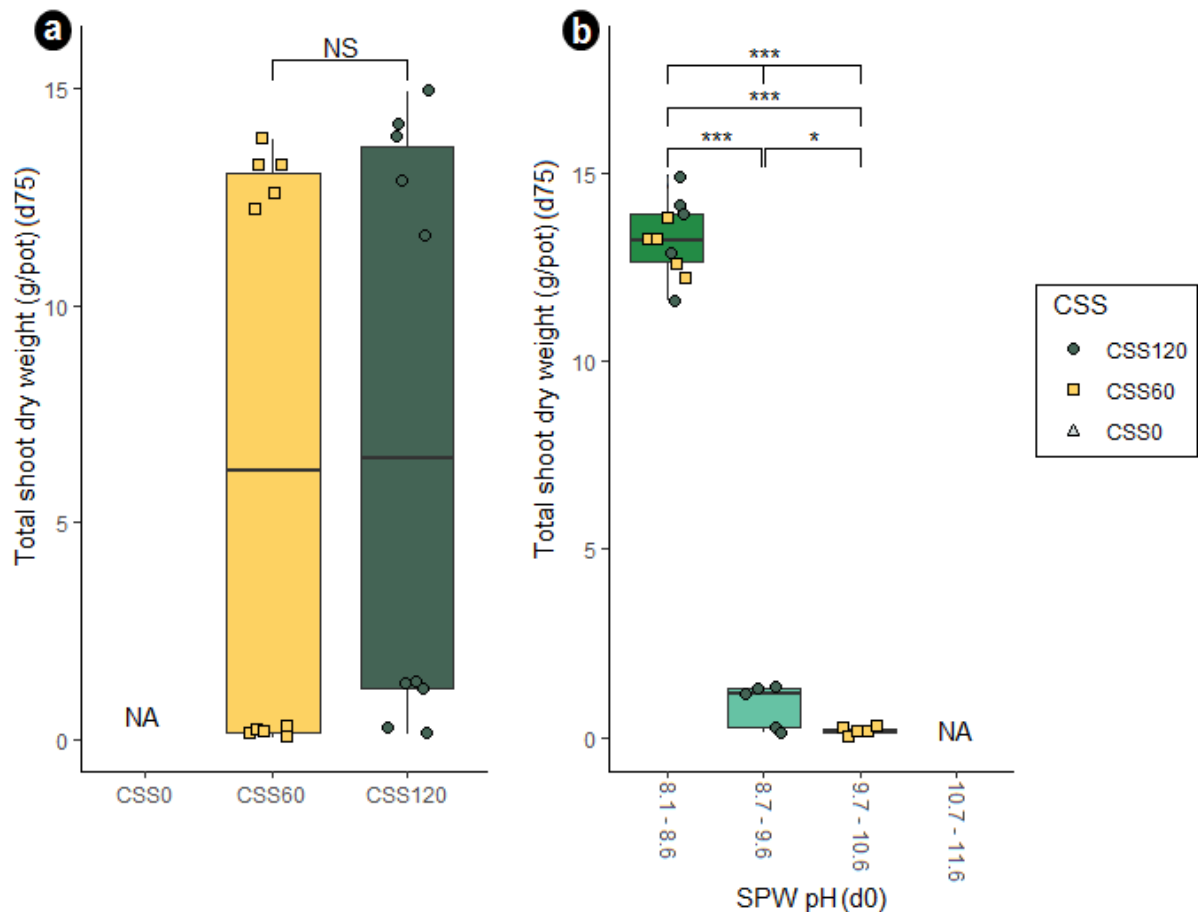 a
NS
Total shoot dry weight (g/pot) (d75)
15
10
5
0
NA
CSS0
CSS60
CSS120
b
***
***
***
*
Total shoot dry weight (g/pot) (d75)
15
10
5
0
NA
8.1 - 8.6
8.7 - 9.6
9.7 - 10.6
10.7 - 11.6
SPW pH (d0)
CSS
CSS120
CSS60
CSS0